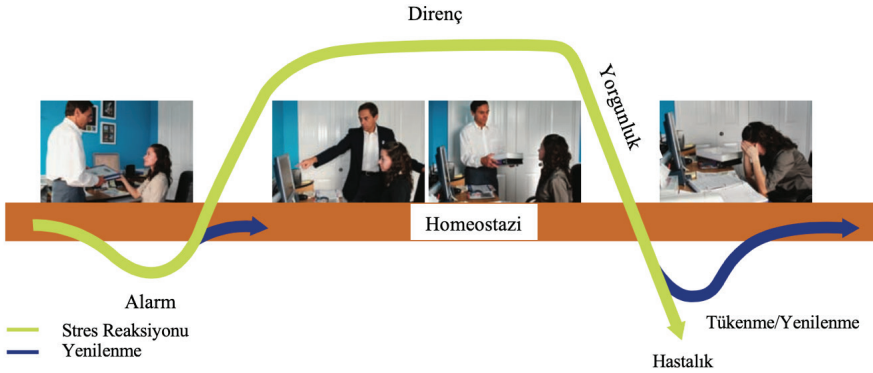 Direnç
Yorgunluk
Homeostazi
Alarm
Stres Reaksiyonu
Yenilenme
Tükenme/Yenilenme
Hastalık